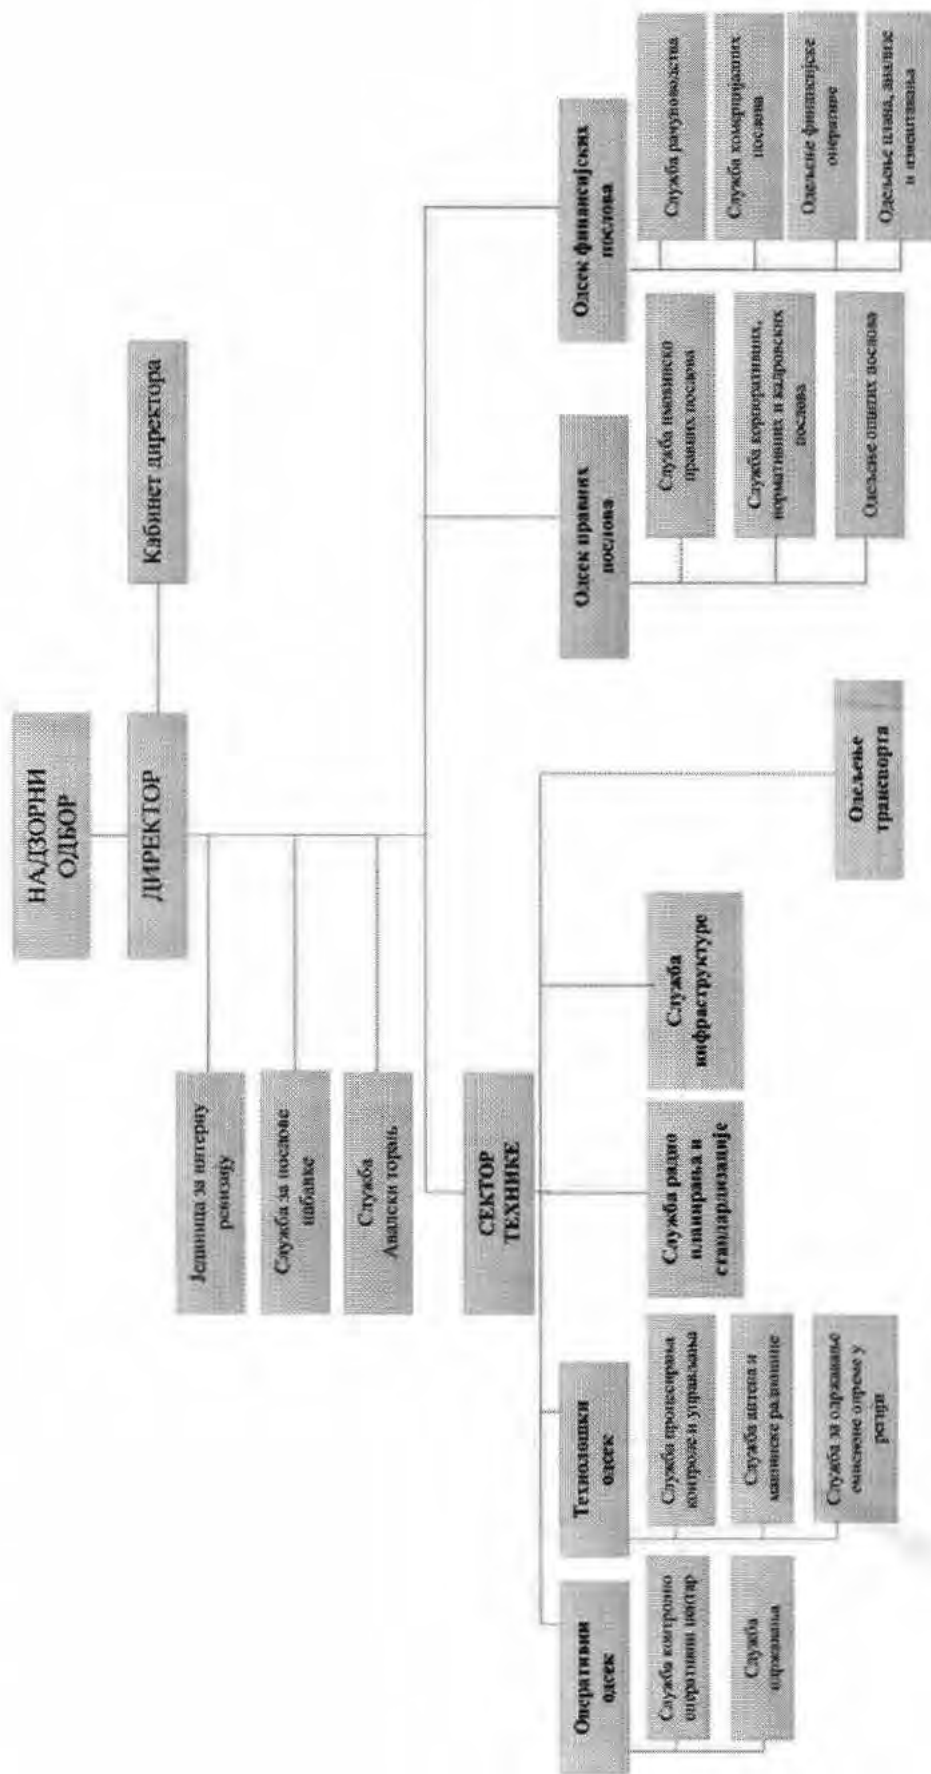 НАДЗОРНИ
ОДБОР
ДИРЕКТОР
Кабинет директора
Јединица за интерну
ревизију
Служба за послове
набавке
Служба
Авалски торањ
СЕКТОР
ТЕХНИКЕ
Одсек правних
послова
Одсек финансијских
послова
Оперативни
одсек
Технолошки
одсек
Служба радио
планирања и
стандардизације
Служба
инфраструктуре
Одељење
транспорта
Служба контролно
оперативни центар
Служба
одржавања
Служба процесирања
контроле и управљања
Служба антена и
машинске радионице
Служба за одржавање
емисионе опреме у
режији
Служба имовинско
правних послова
Служба корпоративних,
нормативних и кадровских
послова
Одељење општих послова
Служба рачуноводства
Служба комерцијалних
послова
Одељење финансијске
оперативе
Одељење плана, анализе
и извештавања